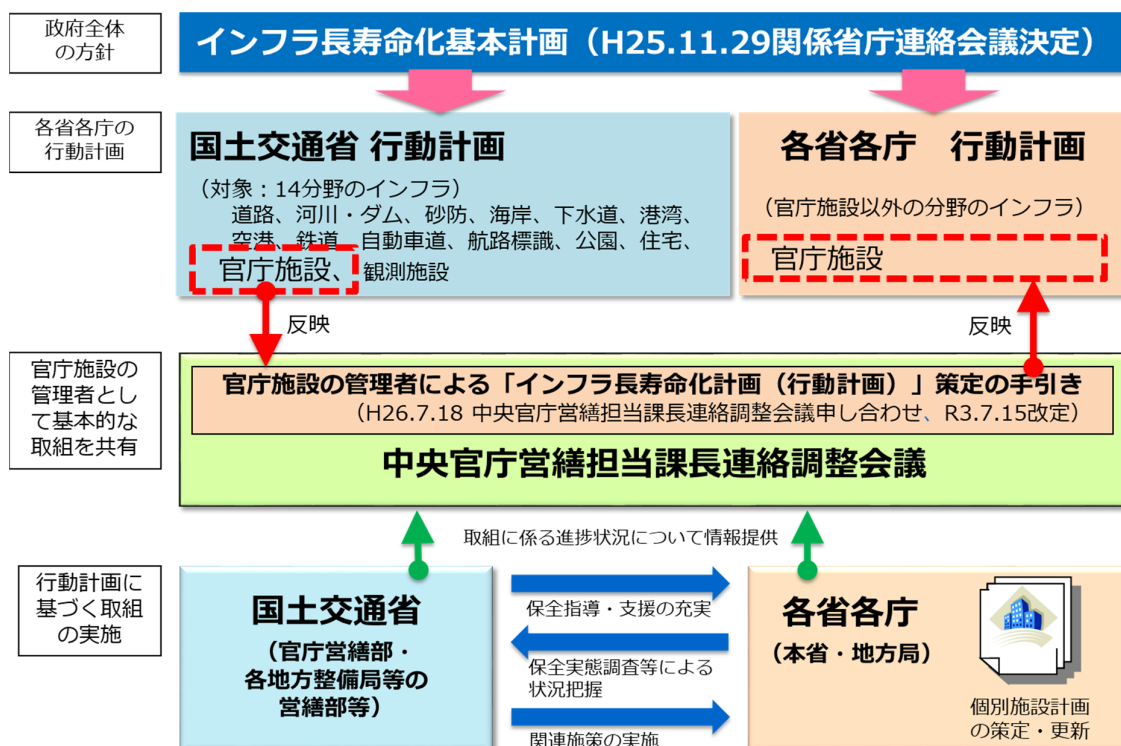 政府全体
の方針
インフラ長寿命化基本計画（H25.11.29関係省庁連絡会議決定）
各省各庁の
行動計画
国土交通省 行動計画
（対象：14分野のインフラ）
道路、河川・ダム、砂防、海岸、下水道、港湾、
空港、鉄道、自動車道、航路標識、公園、住宅、
官庁施設、観測施設
各省各庁　行動計画
（官庁施設以外の分野のインフラ）
官庁施設
反映
反映
官庁施設の
管理者とし
て基本的な
取組を共有
官庁施設の管理者による「インフラ長寿命化計画（行動計画）」策定の手引き
（H26.7.18 中央官庁営繕担当課長連絡調整会議申し合わせ、R3.7.15改定）
中央官庁営繕担当課長連絡調整会議
取組に係る進捗状況について情報提供
行動計画に
基づく取組
の実施
国土交通省
（官庁営繕部・
各地方整備局等の
営繕部等）
保全指導・支援の充実
保全実態調査等による
状況把握
関連施策の実施
各省各庁
（本省・地方局）
個別施設計画
の策定・更新